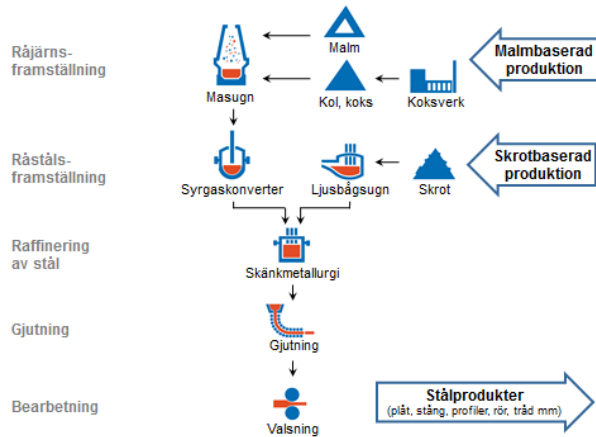 Råjärns-
framställning
Malm
Masugn
Kol, koks
Koksverk
Malmbaserad
produktion
Råståls-
framställning
Syrgaskonverter
Ljusbågsugn
Skrot
Skrotbaserad
produktion
Raffinering
av stål
Skänkmetallurgi
Gjutning
Gjutning
Bearbetning
Valsning
Stålprodukter
(plåt, stång, profiler, rör, tråd mm)